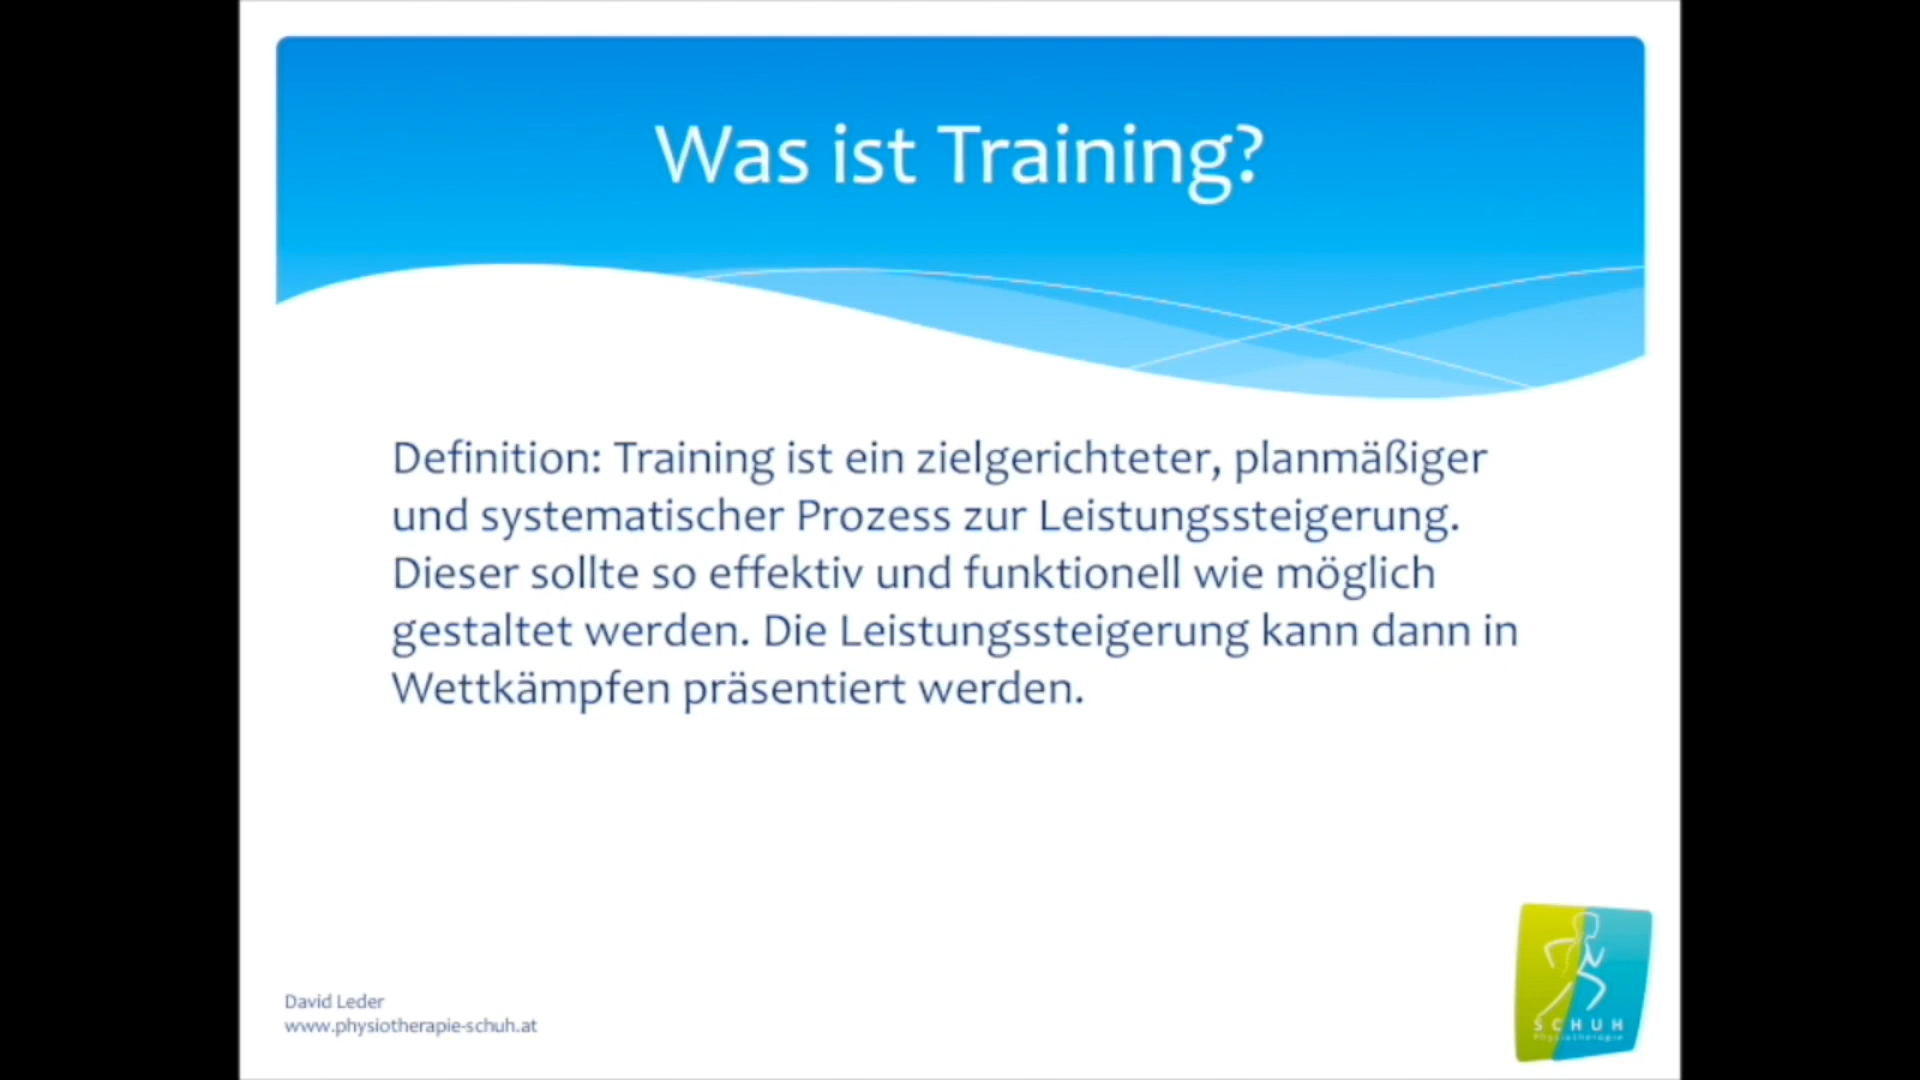 Was ist Training?
Definition: Training ist ein zielgerichteter, planmäßiger
und systematischer Prozess zur Leistungssteigerung.
Dieser sollte so effektiv und funktionell wie möglich
gestaltet werden. Die Leistungssteigerung kann dann in
Wettkämpfen präsentiert werden.
David Leder
www.physiotherapie-schuh.at
SCHUH
Physiotherapie